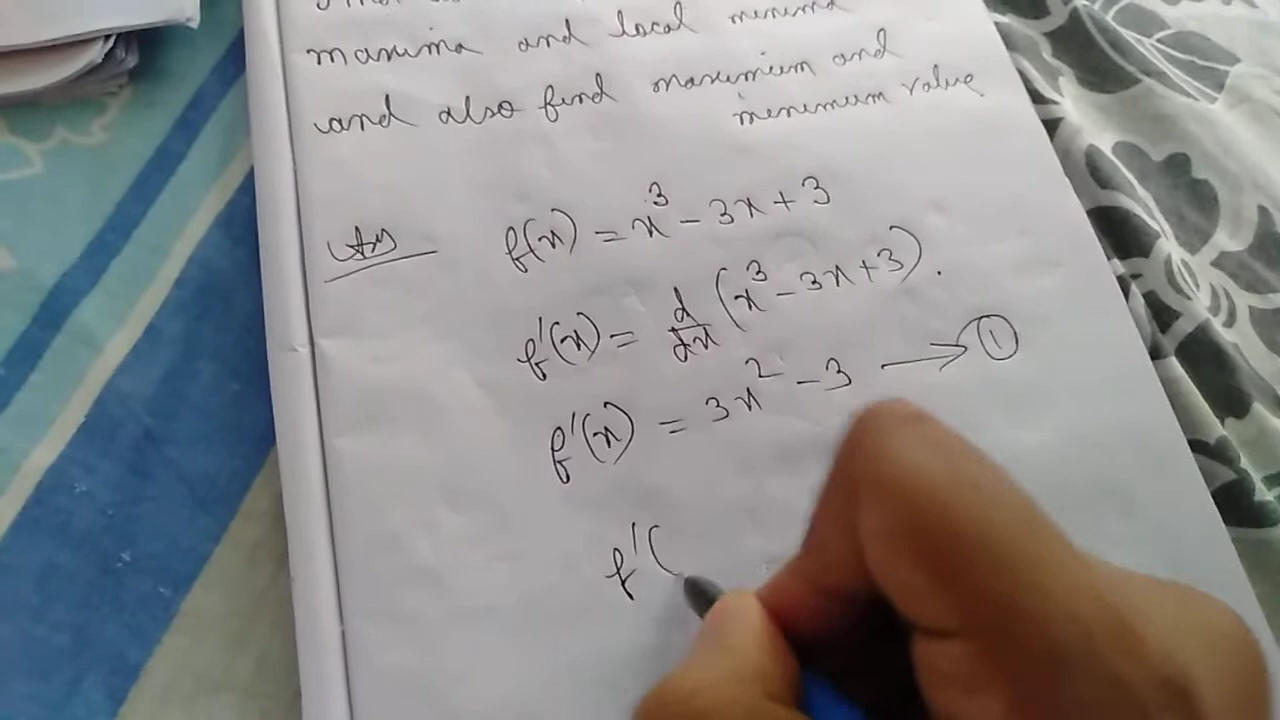 maxima and local minima
and also find maximum and
minimum value.
Ans f(x) = x³ - 3x + 3
f'(x) = d/dx (x³ - 3x + 3).
f'(x) = 3x² - 3 → ①
f'(